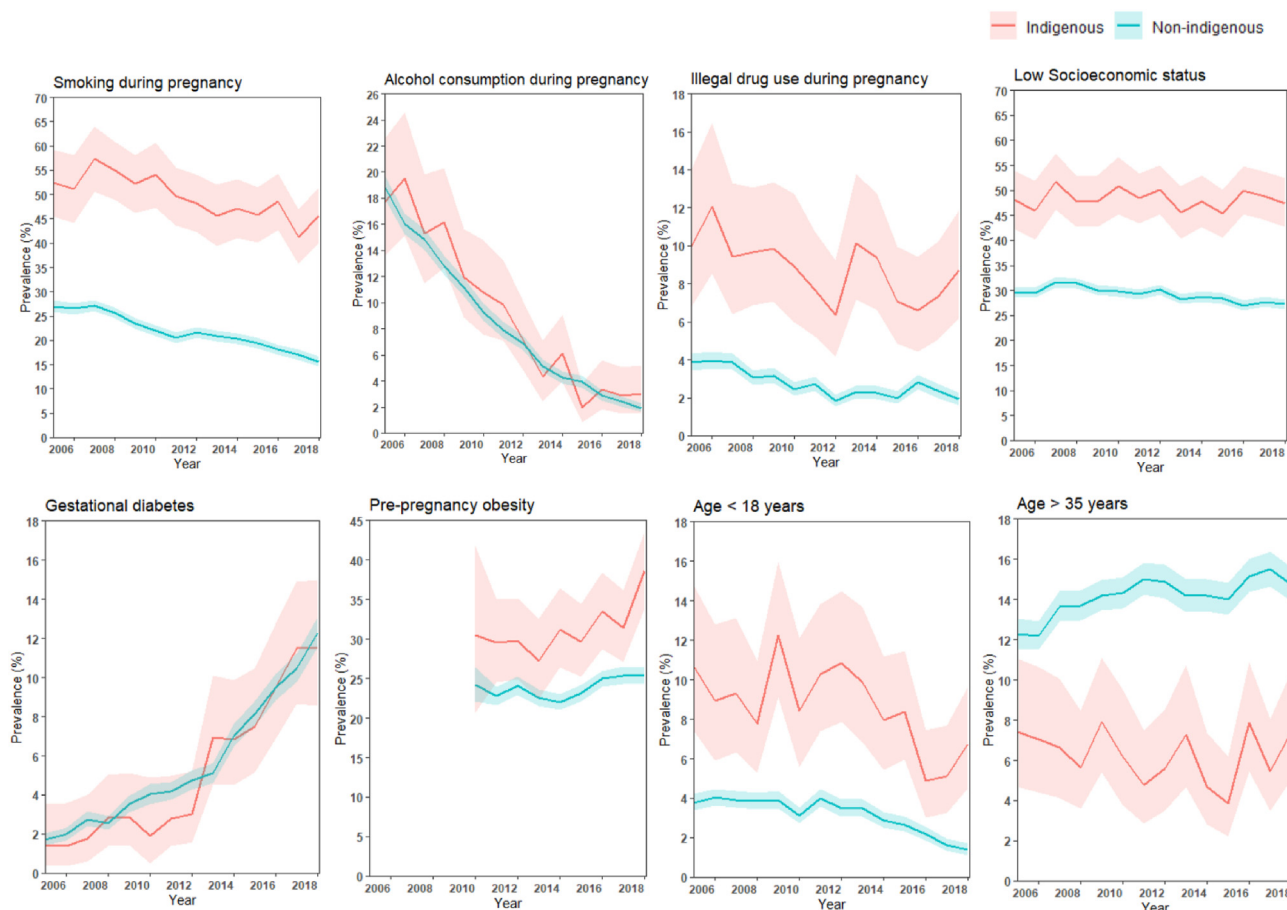 Indigenous Non-indigenous
Smoking during pregnancy
Prevalence (%)
70
65
60
55
50
45
40
35
30
25
20
15
10
5
0
2006 2008 2010 2012 2014 2016 2018
Year
Alcohol consumption during pregnancy
Prevalence (%)
26
24
22
20
18
16
14
12
10
8
6
4
2
0
2006 2008 2010 2012 2014 2016 2018
Year
Illegal drug use during pregnancy
Prevalence (%)
18
16
14
12
10
8
6
4
2
0
2006 2008 2010 2012 2014 2016 2018
Year
Low Socioeconomic status
Prevalence (%)
70
65
60
55
50
45
40
35
30
25
20
15
10
5
0
2006 2008 2010 2012 2014 2016 2018
Year
Gestational diabetes
Prevalence (%)
18
16
14
12
10
8
6
4
2
0
2006 2008 2010 2012 2014 2016 2018
Year
Pre-pregnancy obesity
Prevalence (%)
45
40
35
30
25
20
15
10
5
0
2006 2008 2010 2012 2014 2016 2018
Year
Age < 18 years
Prevalence (%)
18
16
14
12
10
8
6
4
2
0
2006 2008 2010 2012 2014 2016 2018
Year
Age > 35 years
Prevalence (%)
18
16
14
12
10
8
6
4
2
0
2006 2008 2010 2012 2014 2016 2018
Year